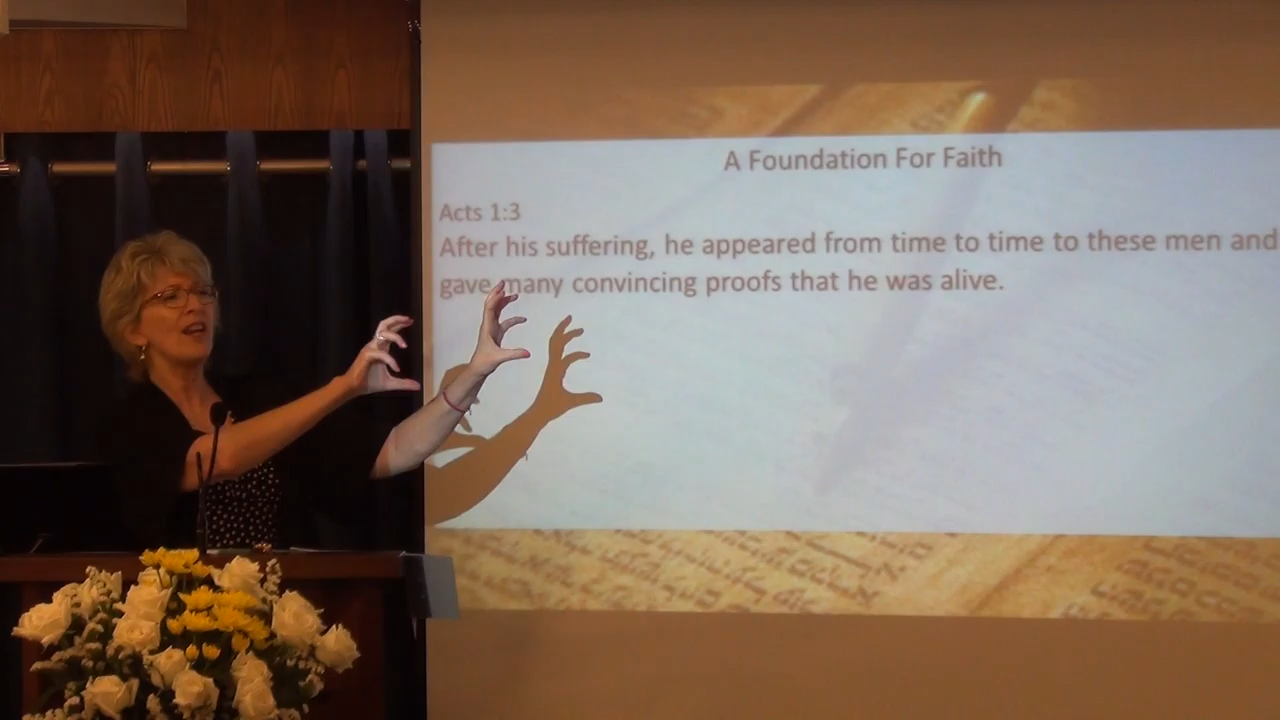 A Foundation For Faith
Acts 1:3
After his suffering, he appeared from time to time to these men and
gave many convincing proofs that he was alive.